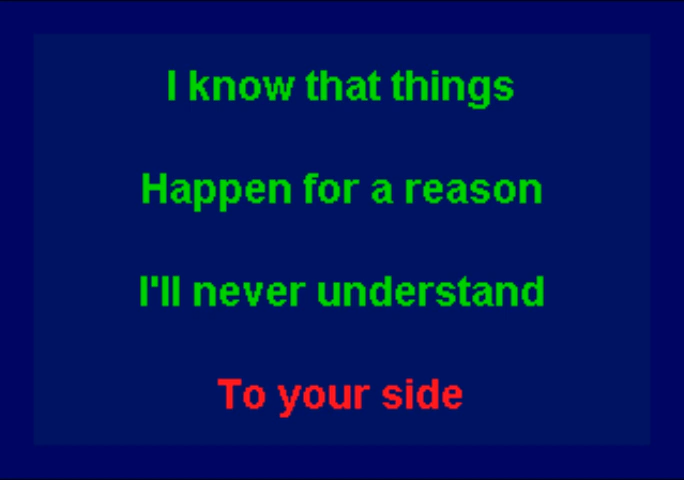 I know that things
Happen for a reason
I'll never understand
To your side